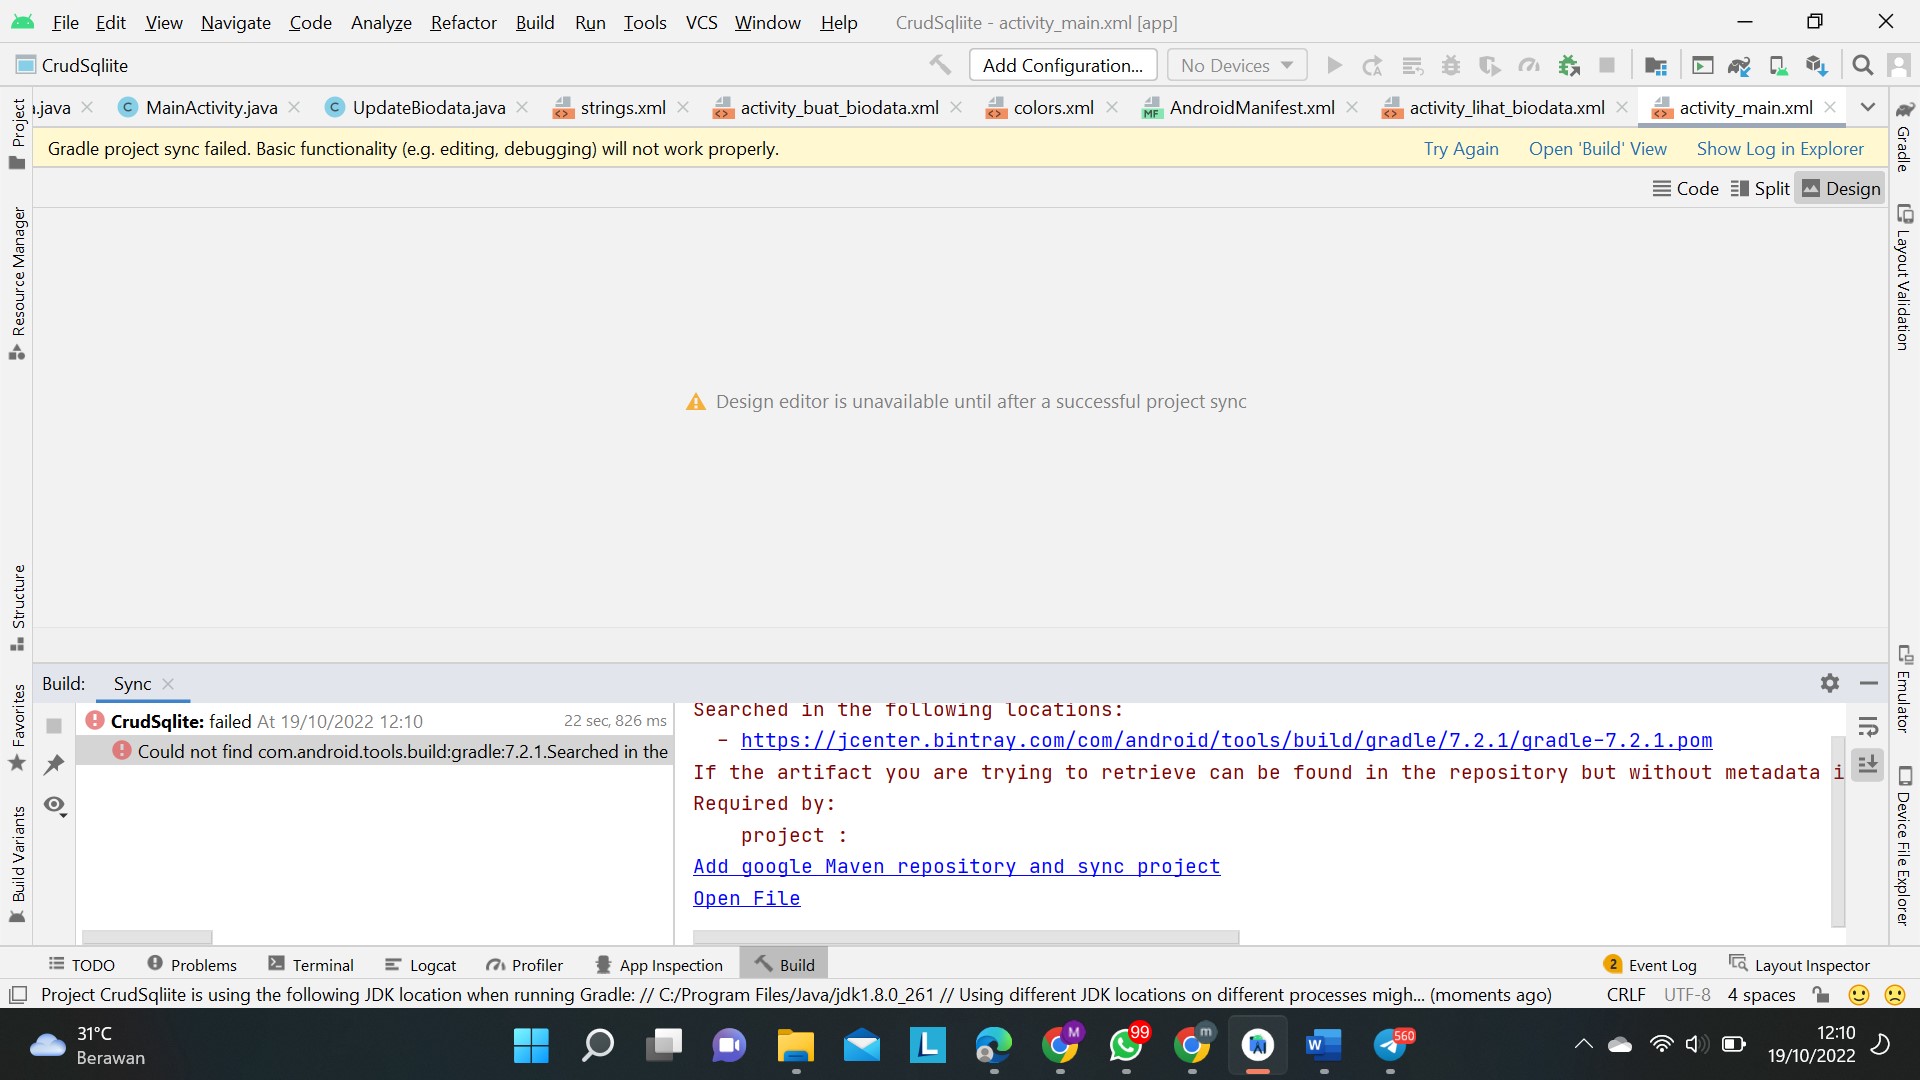 File Edit View Navigate Code Analyze Refactor Build Run Tools VCS Window Help CrudSqliite - activity_main.xml [app]
CrudSqliite Add Configuration... No Devices
a.java MainActivity.java UpdateBiodata.java strings.xml activity_buat_biodata.xml colors.xml AndroidManifest.xml activity_lihat_biodata.xml activity_main.xml
Gradle project sync failed. Basic functionality (e.g. editing, debugging) will not work properly. Try Again Open 'Build' View Show Log in Explorer
Code Split Design
Project
Resource Manager
Structure
Favorites
Build Variants
Gradle
Layout Validation
Emulator
Device File Explorer
Design editor is unavailable until after a successful project sync
Build: Sync
CrudSqlite: failed At 19/10/2022 12:10 22 sec, 826 ms
Could not find com.android.tools.build:gradle:7.2.1.Searched in the
Searched in the following locations:
- https://jcenter.bintray.com/com/android/tools/build/gradle/7.2.1/gradle-7.2.1.pom
If the artifact you are trying to retrieve can be found in the repository but without metadata i
Required by:
project :
Add google Maven repository and sync project
Open File
TODO Problems Terminal Logcat Profiler App Inspection Build 2 Event Log Layout Inspector
Project CrudSqliite is using the following JDK location when running Gradle: // C:/Program Files/Java/jdk1.8.0_261 // Using different JDK locations on different processes migh... (moments ago) CRLF UTF-8 4 spaces
31°C
Berawan
L M 99 m AI W 560
12:10
19/10/2022